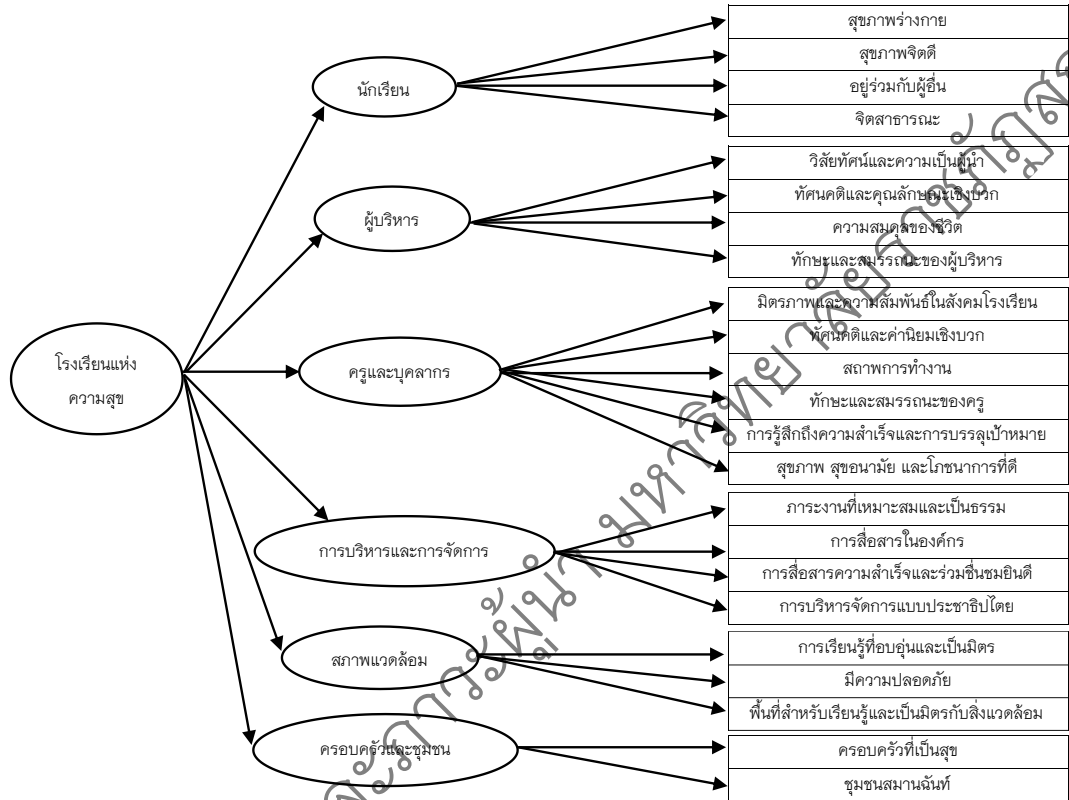 โรงเรียนแห่ง
ความสุข
นักเรียน
สุขภาพร่างกาย
สุขภาพจิตดี
อยู่ร่วมกับผู้อื่น
จิตสาธารณะ
ผู้บริหาร
วิสัยทัศน์และความเป็นผู้นำ
ทัศนคติและคุณลักษณะเชิงบวก
ความสมดุลของชีวิต
ทักษะและสมรรถนะของผู้บริหาร
ครูและบุคลากร
มิตรภาพและความสัมพันธ์ในสังคมโรงเรียน
ทัศนคติและค่านิยมเชิงบวก
สถาพการทำงาน
ทักษะและสมรรถนะของครู
การรู้สึกถึงความสำเร็จและการบรรลุเป้าหมาย
สุขภาพ สุขอนามัย และโภชนาการที่ดี
การบริหารและการจัดการ
ภาระงานที่เหมาะสมและเป็นธรรม
การสื่อสารในองค์กร
การสื่อสารความสำเร็จและร่วมชื่นชมยินดี
การบริหารจัดการแบบประชาธิปไตย
สภาพแวดล้อม
การเรียนรู้ที่อบอุ่นและเป็นมิตร
มีความปลอดภัย
พื้นที่สำหรับเรียนรู้และเป็นมิตรกับสิ่งแวดล้อม
ครอบครัวและชุมชน
ครอบครัวที่เป็นสุข
ชุมชนสมานฉันท์
และภาวะผู้นำ มหาวิทยาลัยราชภัฏ